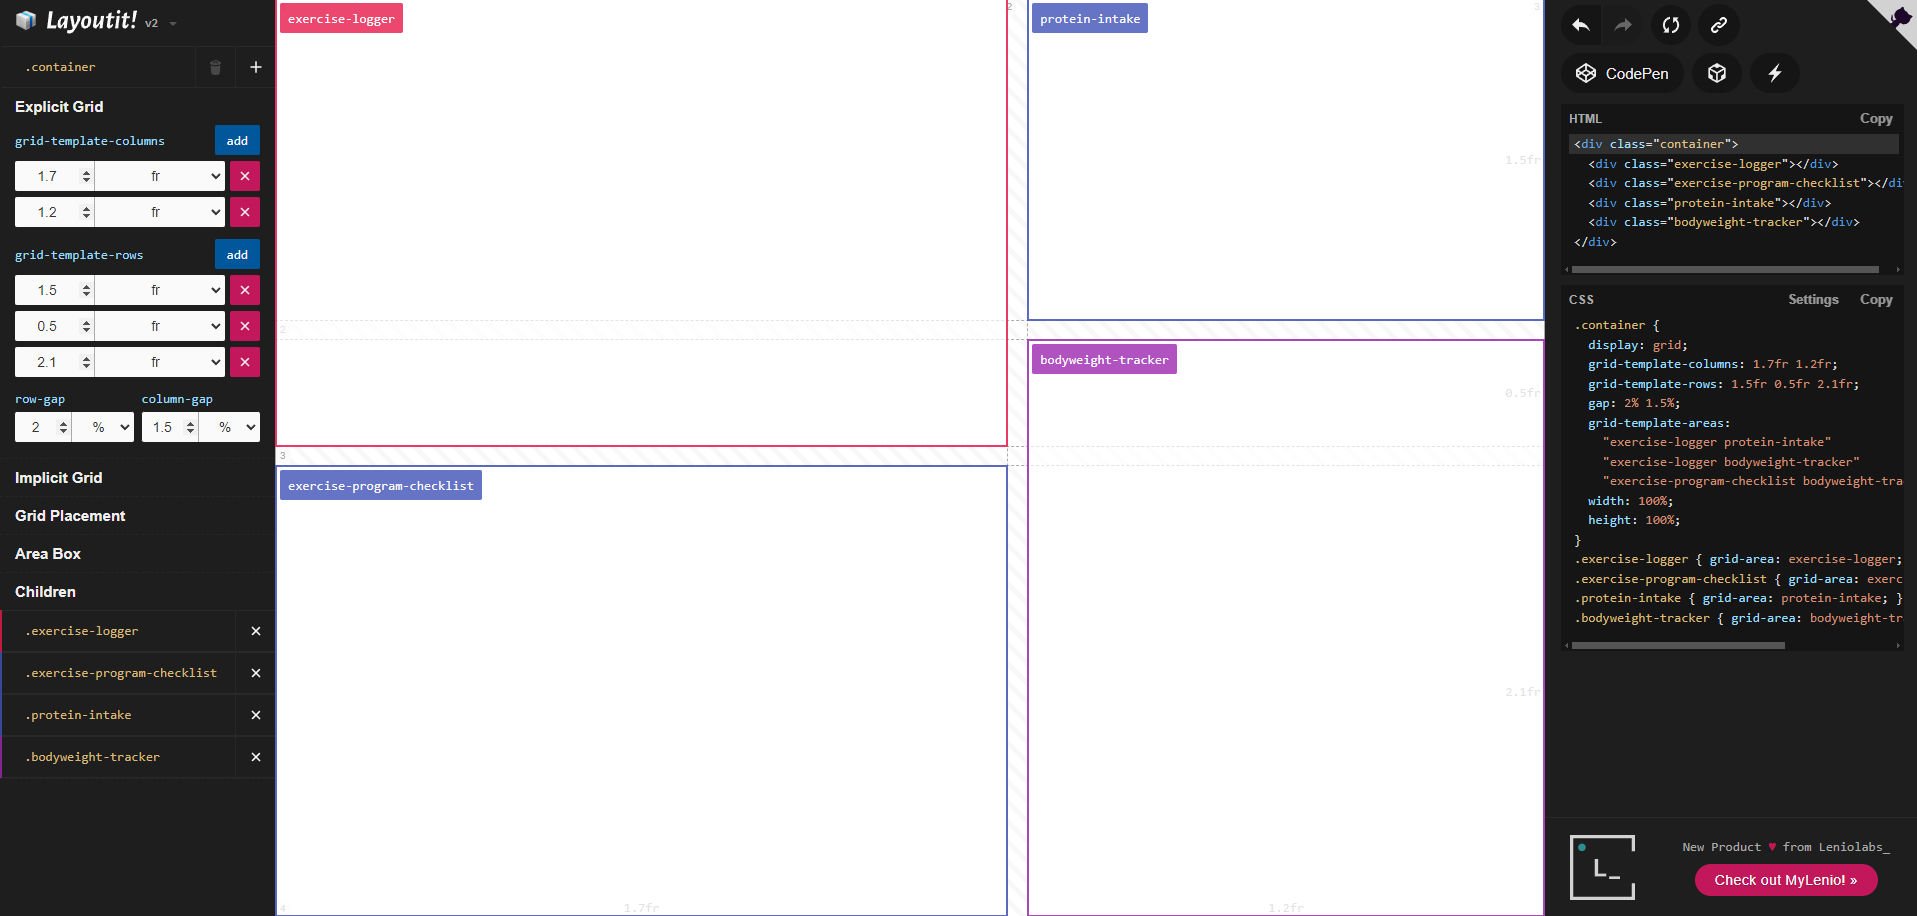 Layoutit! v2
.container
+
Explicit Grid
grid-template-columns
add
1.7
fr
1.2
fr
grid-template-rows
add
1.5
fr
0.5
fr
2.1
fr
row-gap
column-gap
2
%
1.5
%
Implicit Grid
Grid Placement
Area Box
Children
.exercise-logger
.exercise-program-checklist
.protein-intake
.bodyweight-tracker
exercise-logger
2
protein-intake
3
1.5fr
2
bodyweight-tracker
0.5fr
3
exercise-program-checklist
2.1fr
4
1.7fr
1.2fr
CodePen
HTML
Copy
<div class="container">
<div class="exercise-logger"></div>
<div class="exercise-program-checklist"></di
<div class="protein-intake"></div>
<div class="bodyweight-tracker"></div>
</div>
CSS
Settings
Copy
.container {
display: grid;
grid-template-columns: 1.7fr 1.2fr;
grid-template-rows: 1.5fr 0.5fr 2.1fr;
gap: 2% 1.5%;
grid-template-areas:
"exercise-logger protein-intake"
"exercise-logger bodyweight-tracker"
"exercise-program-checklist bodyweight-tra
width: 100%;
height: 100%;
}
.exercise-logger { grid-area: exercise-logger;
.exercise-program-checklist { grid-area: exerc
.protein-intake { grid-area: protein-intake; }
.bodyweight-tracker { grid-area: bodyweight-tr
L_
New Product ♥ from Leniolabs_
Check out MyLenio! »